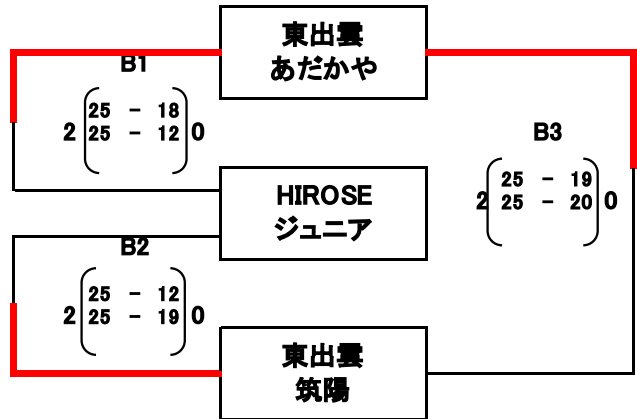 東出雲
あだかや
B1
25 - 18
2 25 - 12 0
HIROSE
ジュニア
B3
25 - 19
2 25 - 20 0
B2
25 - 12
2 25 - 19 0
東出雲
筑陽